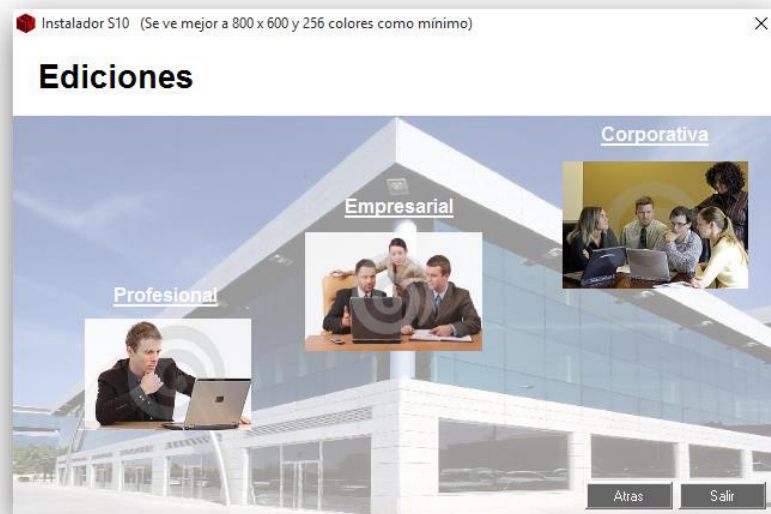 Instalador S10 (Se ve mejor a 800 x 600 y 256 colores como mínimo)
Ediciones
Corporativa
Empresarial
Profesional
Atras
Salir